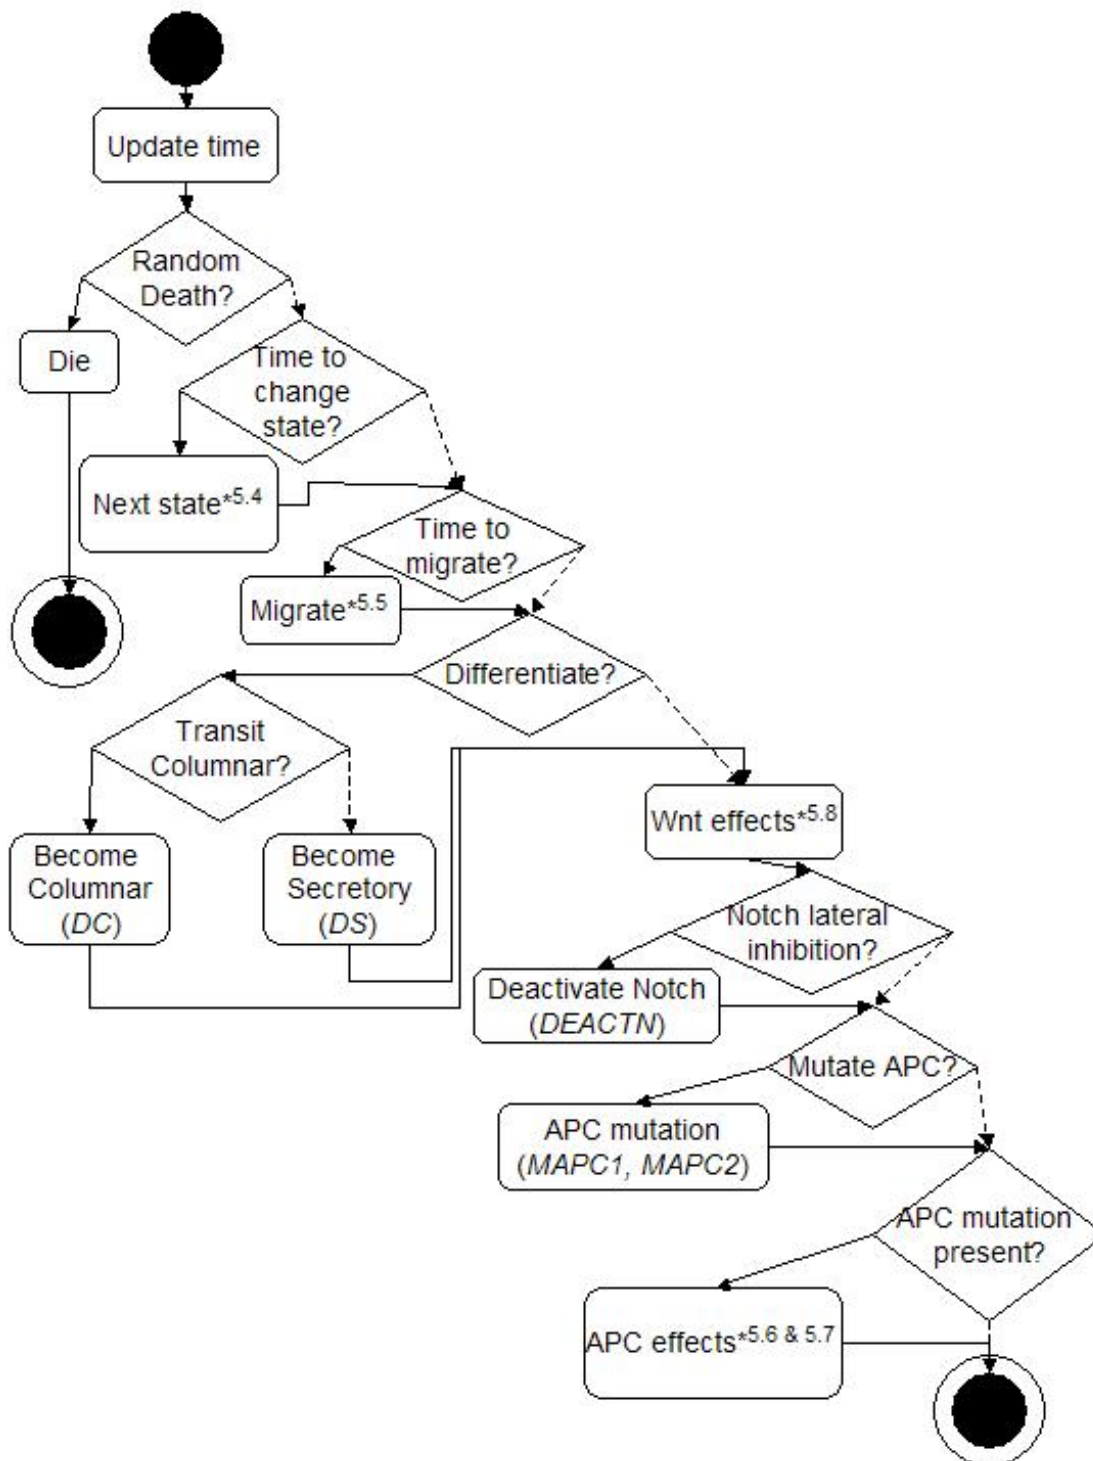 Update time
Random
Death?
Die
Time to
change
state?
Next state*5.4
Time to
migrate?
Migrate*5.5
Differentiate?
Transit
Columnar?
Become
Columnar
(DC)
Become
Secretory
(DS)
Wnt effects*5.8
Notch lateral
inhibition?
Deactivate Notch
(DEACTN)
Mutate APC?
APC mutation
(MAPC1, MAPC2)
APC mutation
present?
APC effects*5.6 & 5.7